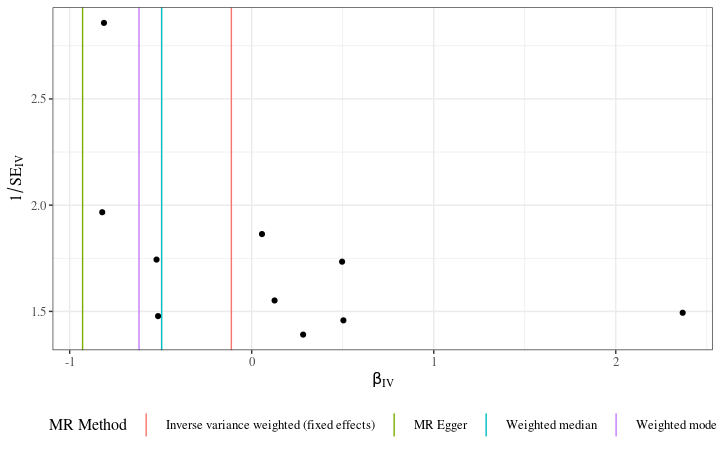 2.5
2.0
1.5
1/SE_IV
-1 0 1 2
β_IV
MR Method Inverse variance weighted (fixed effects) MR Egger Weighted median Weighted mode